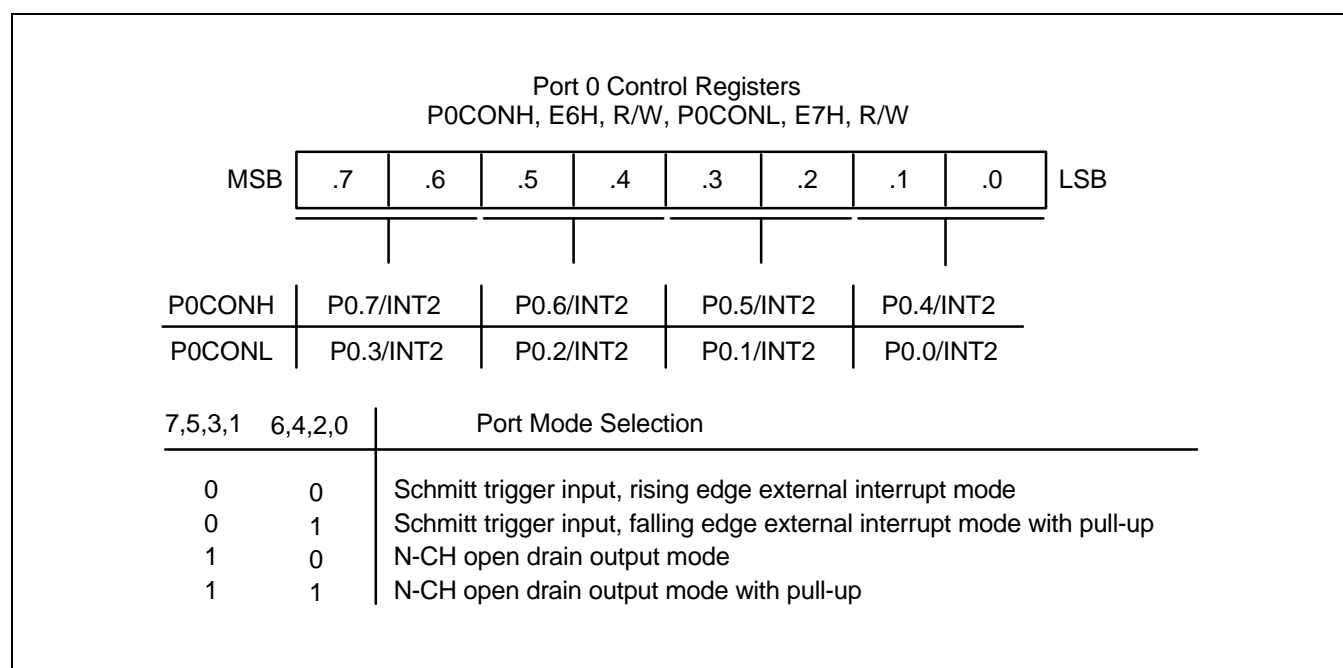 Port 0 Control Registers
P0CONH, E6H, R/W, P0CONL, E7H, R/W
MSB .7 .6 .5 .4 .3 .2 .1 .0 LSB
P0CONH P0.7/INT2 P0.6/INT2 P0.5/INT2 P0.4/INT2
P0CONL P0.3/INT2 P0.2/INT2 P0.1/INT2 P0.0/INT2
7,5,3,1 6,4,2,0 Port Mode Selection
0 0 Schmitt trigger input, rising edge external interrupt mode
0 1 Schmitt trigger input, falling edge external interrupt mode with pull-up
1 0 N-CH open drain output mode
1 1 N-CH open drain output mode with pull-up